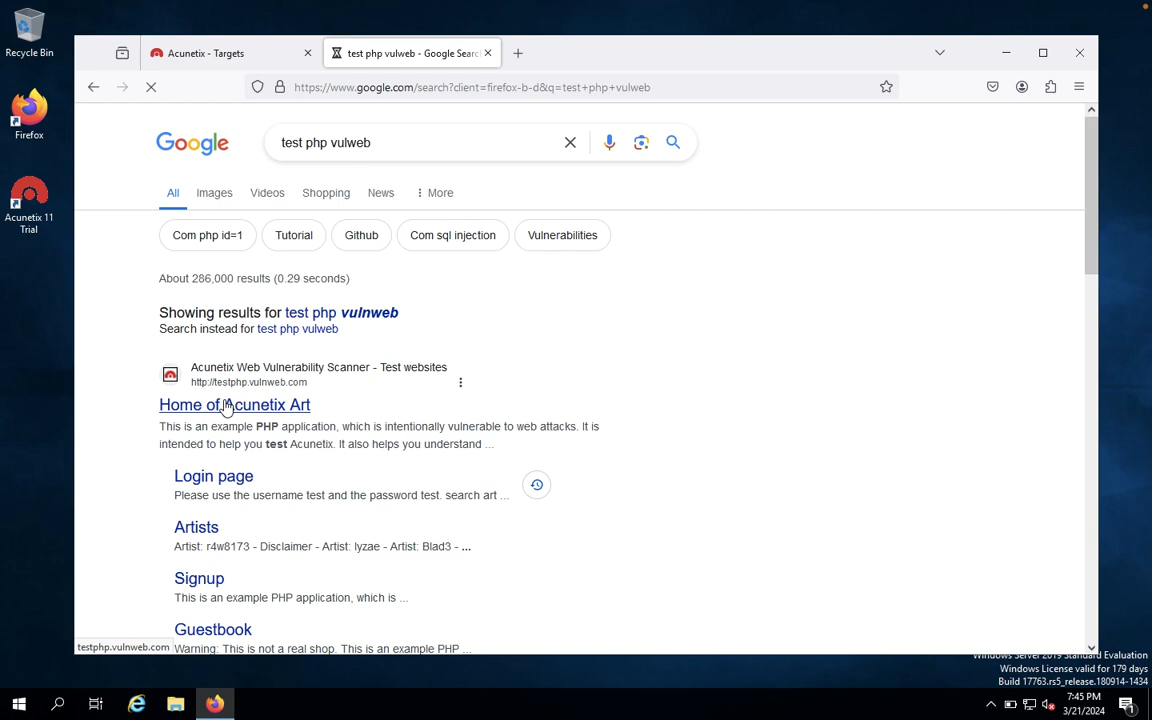 Recycle Bin
Firefox
Acunetix 11
Trial
Acunetix - Targets
test php vulweb - Google Searc
https://www.google.com/search?client=firefox-b-d&q=test+php+vulweb
Google
test php vulweb
All Images Videos Shopping News More
Com php id=1 Tutorial Github Com sql injection Vulnerabilities
About 286,000 results (0.29 seconds)
Showing results for test php vulnweb
Search instead for test php vulweb
Acunetix Web Vulnerability Scanner - Test websites
http://testphp.vulnweb.com
Home of Acunetix Art
This is an example PHP application, which is intentionally vulnerable to web attacks. It is
intended to help you test Acunetix. It also helps you understand ...
Login page
Please use the username test and the password test. search art ...
Artists
Artist: r4w8173 - Disclaimer - Artist: lyzae - Artist: Blad3 - ...
Signup
This is an example PHP application, which is ...
Guestbook
Warning: This is not a real shop. This is an example PHP ...
testphp.vulnweb.com
Windows Server 2019 Standard Evaluation
Windows License valid for 179 days
Build 17763.rs5_release.180914-1434
7:45 PM
3/21/2024
1